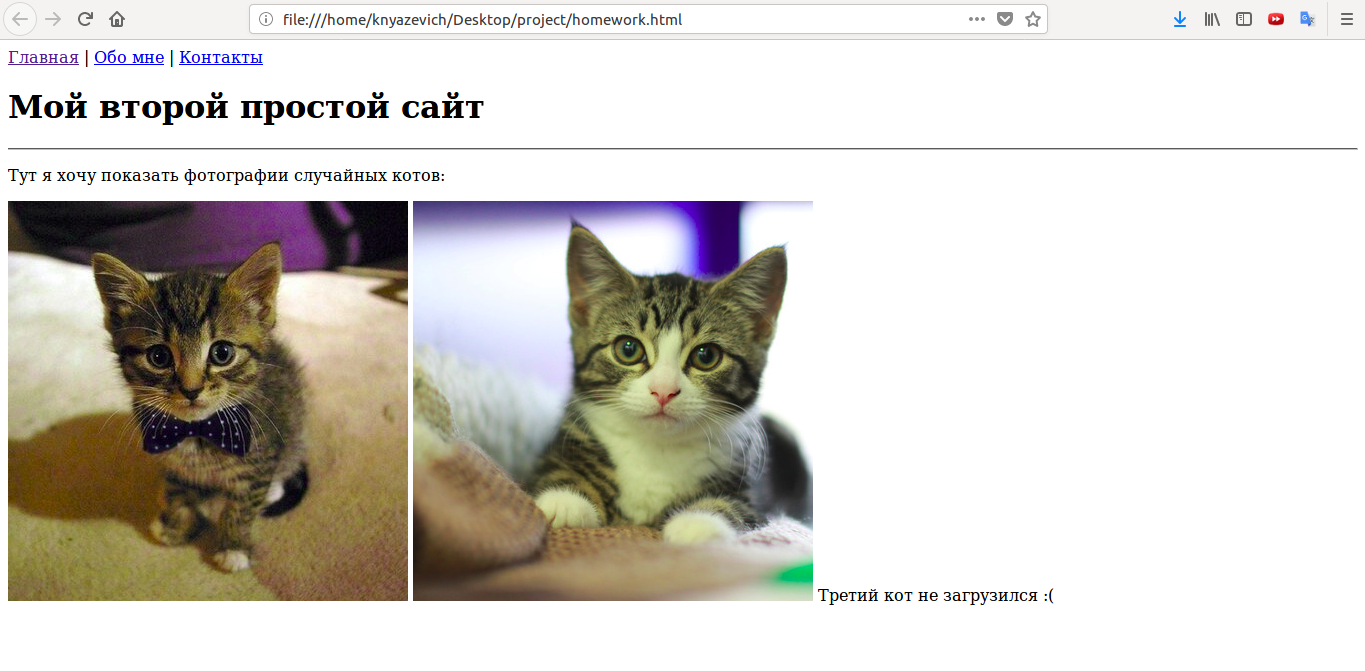 file:///home/knyazevich/Desktop/project/homework.html
Главная | Обо мне | Контакты
Мой второй простой сайт
Тут я хочу показать фотографии случайных котов:
Третий кот не загрузился :(